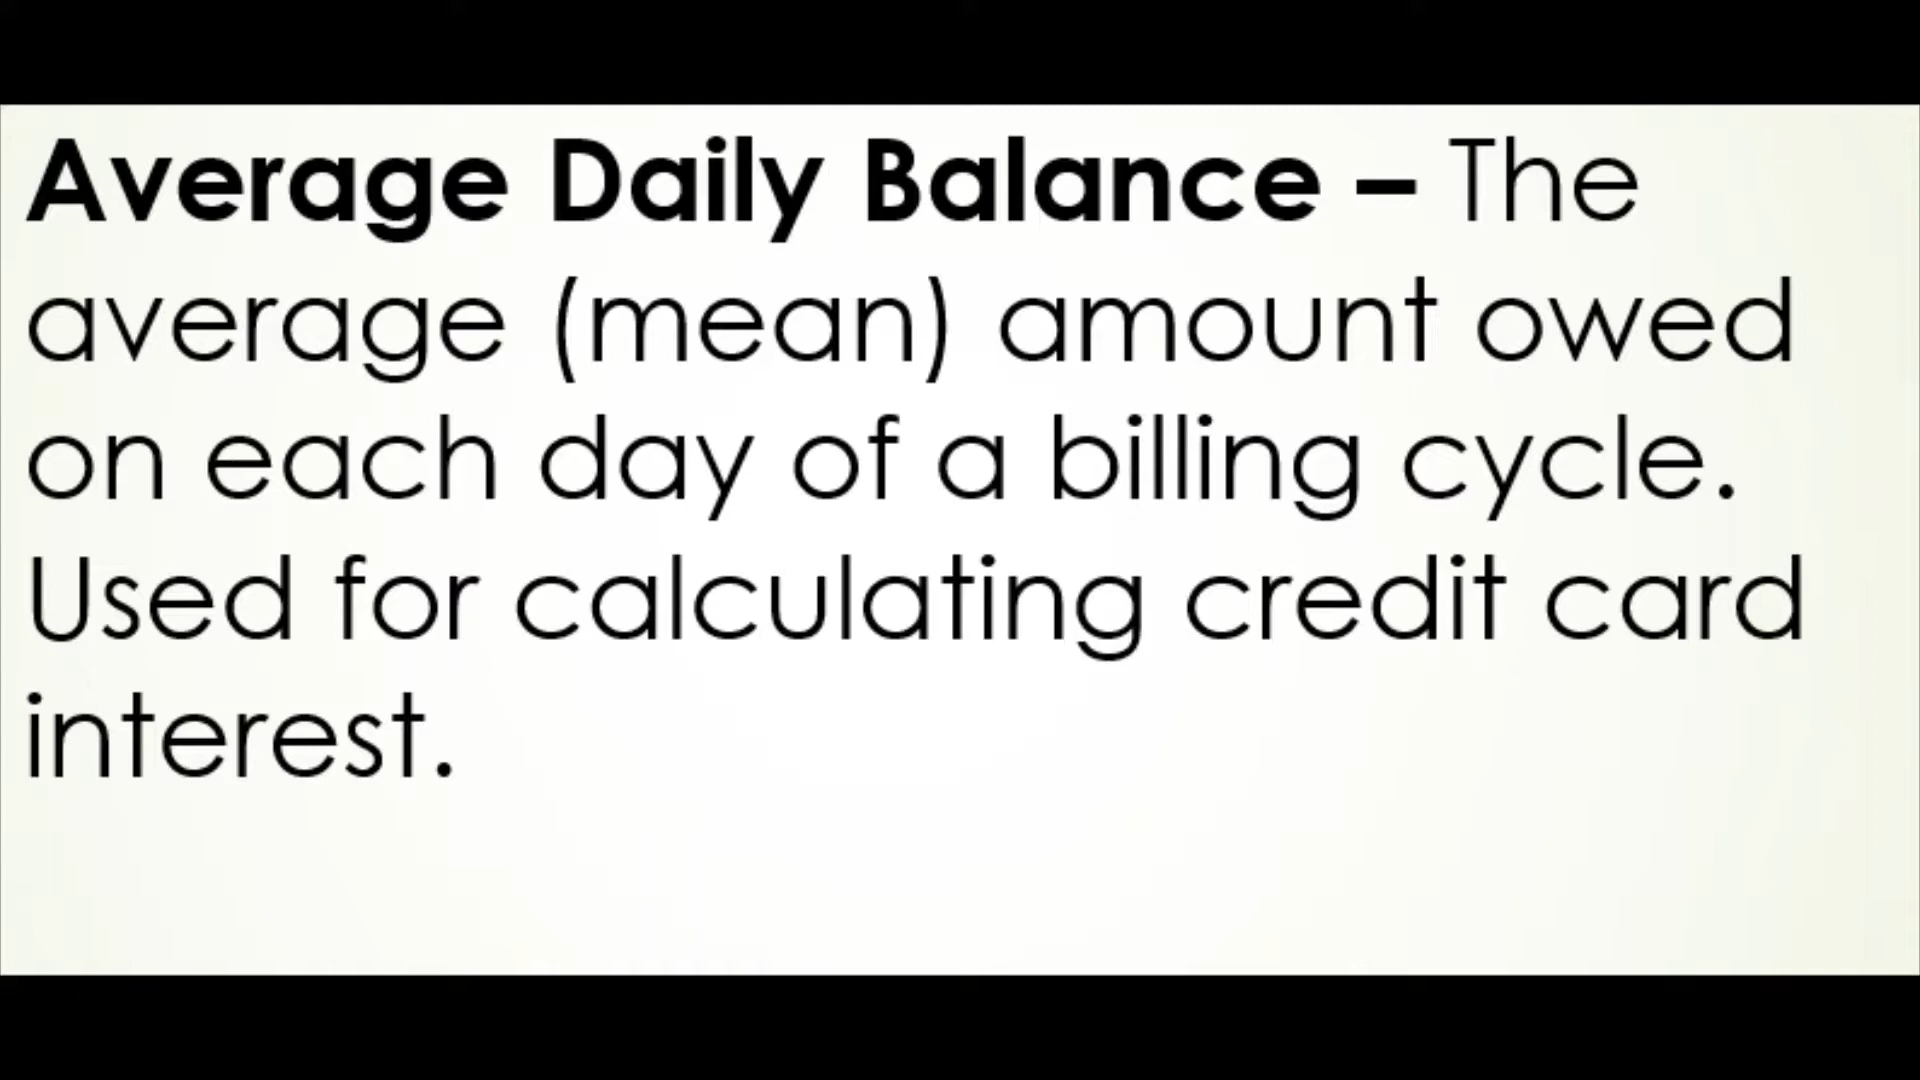 Average Daily Balance – The
average (mean) amount owed
on each day of a billing cycle.
Used for calculating credit card
interest.